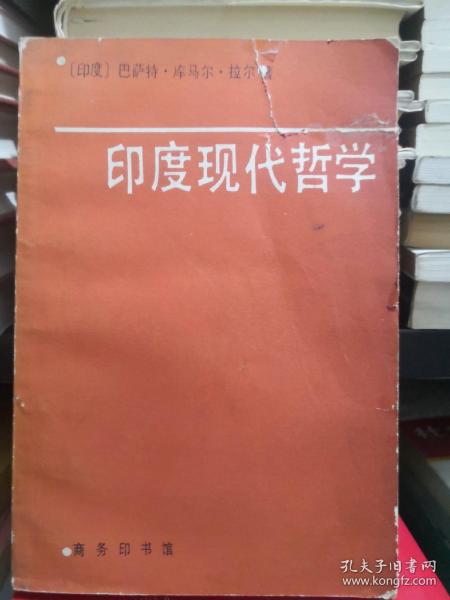 〔印度〕巴萨特·库马尔·拉尔 著
印度现代哲学
商务印书馆
孔夫子旧书网
www.kongfz.com